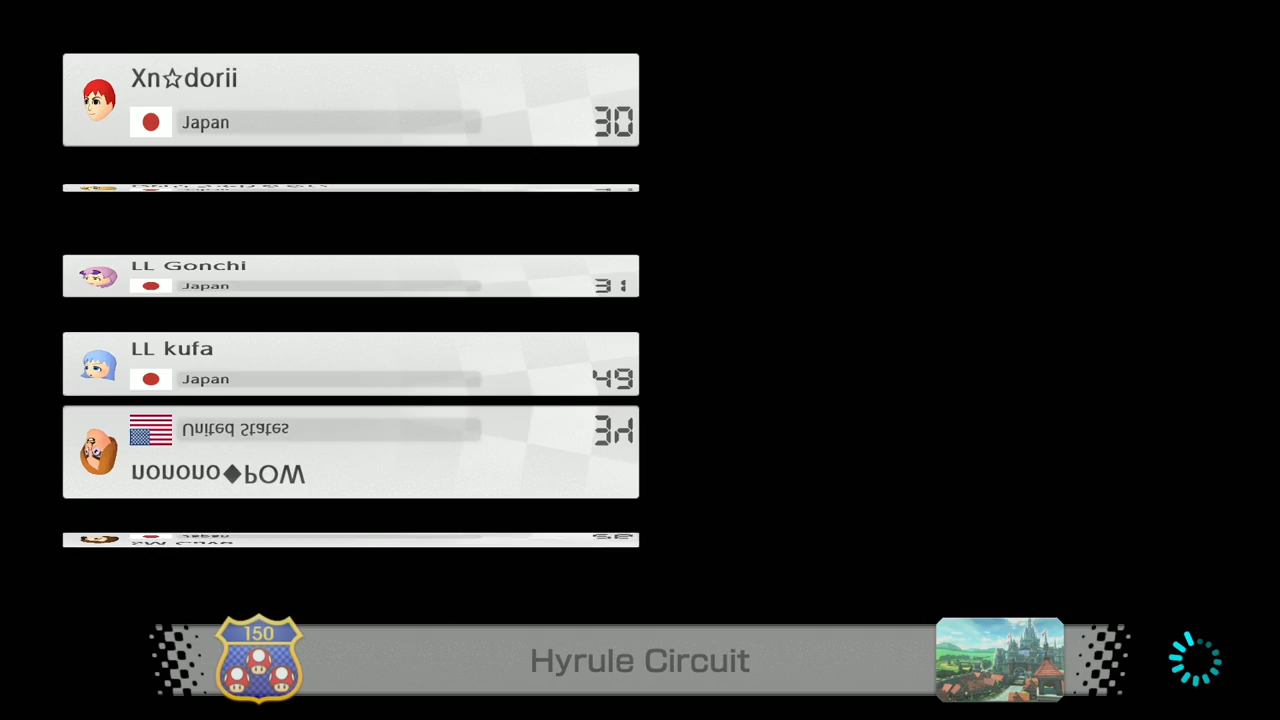 Xn☆dorii
Japan
30
LL Gonchi
Japan
31
LL kufa
Japan
49
United States
34
nonono◆POW
Japan
150
Hyrule Circuit